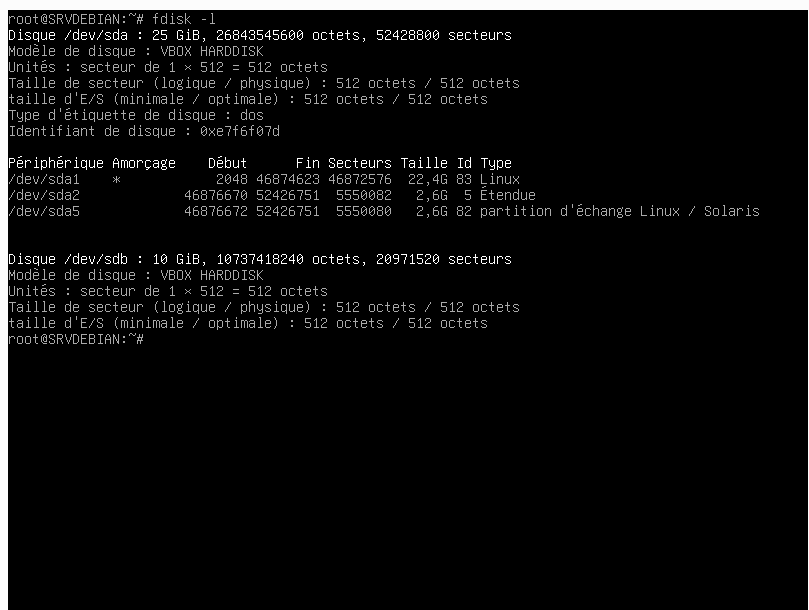 root@SRVDEBIAN:~# fdisk -l
Disque /dev/sda : 25 GiB, 26843545600 octets, 52428800 secteurs
Modèle de disque : VBOX HARDDISK
Unités : secteur de 1 × 512 = 512 octets
Taille de secteur (logique / physique) : 512 octets / 512 octets
taille d'E/S (minimale / optimale) : 512 octets / 512 octets
Type d'étiquette de disque : dos
Identifiant de disque : 0xe7f6f07d
Périphérique Amorçage    Début      Fin Secteurs Taille Id Type
/dev/sda1    *            2048 46874623 46872576  22,4G 83 Linux
/dev/sda2             46876670 52426751  5550082   2,6G  5 Étendue
/dev/sda5             46876672 52426751  5550080   2,6G 82 partition d'échange Linux / Solaris
Disque /dev/sdb : 10 GiB, 10737418240 octets, 20971520 secteurs
Modèle de disque : VBOX HARDDISK
Unités : secteur de 1 × 512 = 512 octets
Taille de secteur (logique / physique) : 512 octets / 512 octets
taille d'E/S (minimale / optimale) : 512 octets / 512 octets
root@SRVDEBIAN:~#